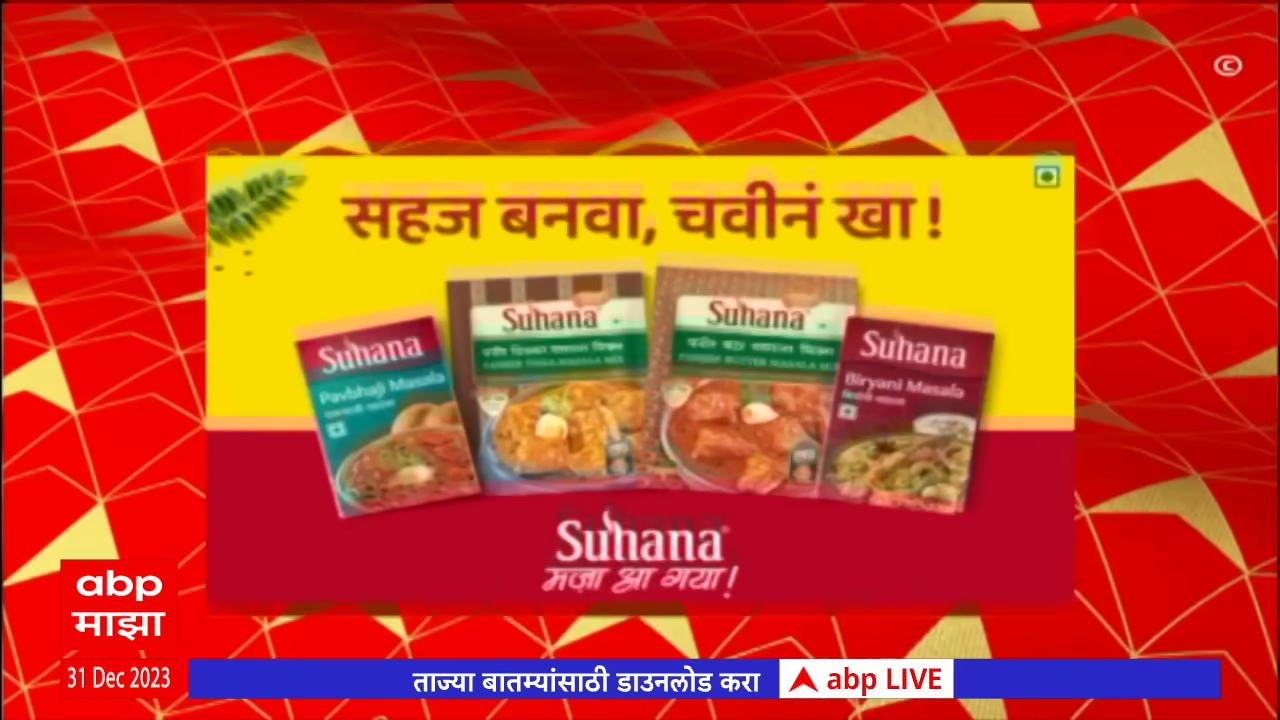 ©
सहज बनवा, चवीनं खा!
Suhana
Pavbhaji Masala
Suhana
Suhana
Suhana
Biryani Masala
Suhana
मज़ा आ गया!
abp
माझा
31 Dec 2023
ताज्या बातम्यांसाठी डाउनलोड करा abp LIVE